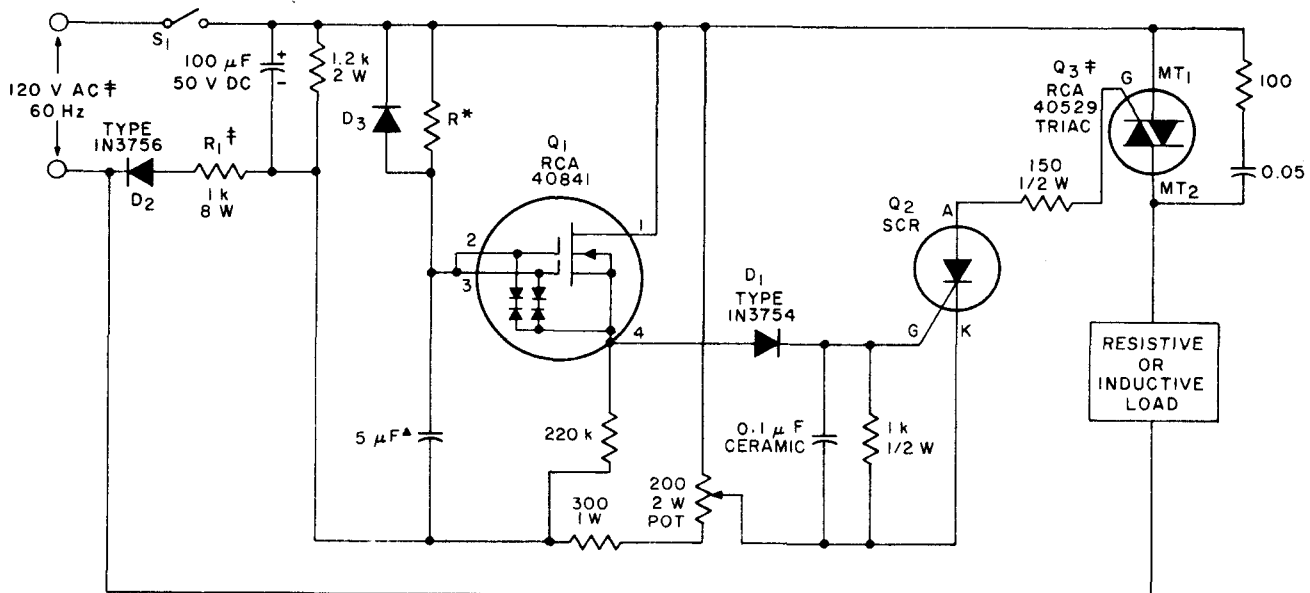 S1
100 µF
50 V DC
+
-
1.2 k
2 W
120 V AC‡
60 Hz
TYPE
IN3756
D2
R1‡
1 k
8 W
D3
R*
Q1
RCA
40841
1
2
3
4
5 µF▲
220 k
300
1 W
200
2 W
POT
D1
TYPE
IN3754
0.1 µF
CERAMIC
1 k
1/2 W
Q2
SCR
A
G
K
150
1/2 W
Q3‡
RCA
40529
TRIAC
G
MT1
MT2
100
0.05
RESISTIVE
OR
INDUCTIVE
LOAD